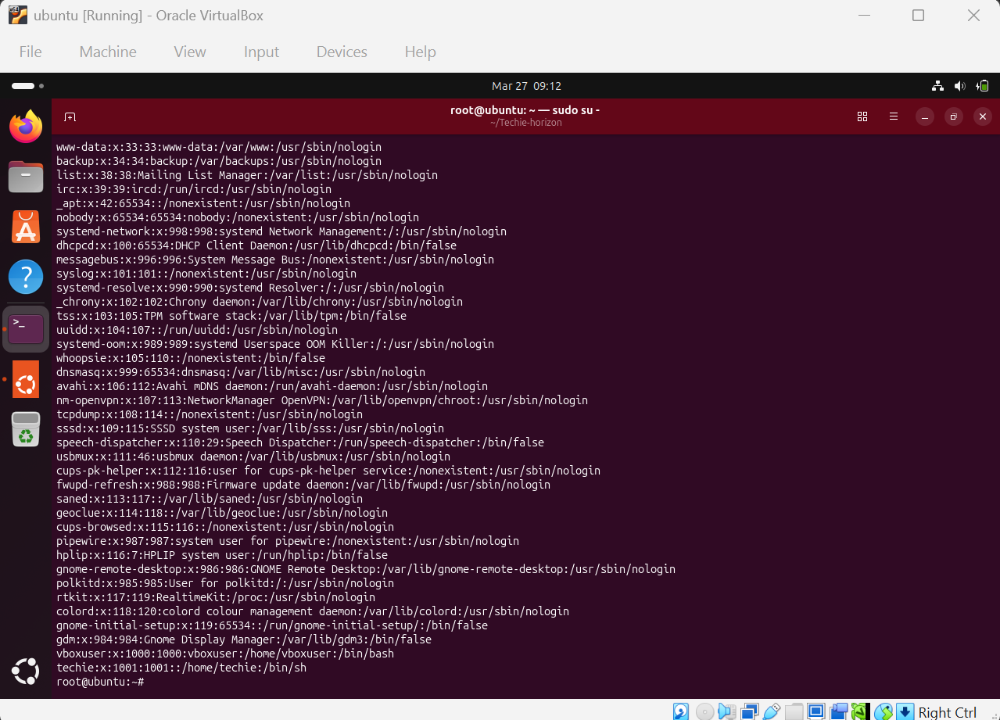 ubuntu [Running] - Oracle VirtualBox
File Machine View Input Devices Help
Mar 27 09:12
root@ubuntu: ~ — sudo su -
~/Techie-horizon
www-data:x:33:33:www-data:/var/www:/usr/sbin/nologin
backup:x:34:34:backup:/var/backups:/usr/sbin/nologin
list:x:38:38:Mailing List Manager:/var/list:/usr/sbin/nologin
irc:x:39:39:ircd:/run/ircd:/usr/sbin/nologin
_apt:x:42:65534::/nonexistent:/usr/sbin/nologin
nobody:x:65534:65534:nobody:/nonexistent:/usr/sbin/nologin
systemd-network:x:998:998:systemd Network Management:/:/usr/sbin/nologin
dhcpcd:x:100:65534:DHCP Client Daemon:/usr/lib/dhcpcd:/bin/false
messagebus:x:996:996:System Message Bus:/nonexistent:/usr/sbin/nologin
syslog:x:101:101::/nonexistent:/usr/sbin/nologin
systemd-resolve:x:990:990:systemd Resolver:/:/usr/sbin/nologin
_chrony:x:102:102:Chrony daemon:/var/lib/chrony:/usr/sbin/nologin
tss:x:103:105:TPM software stack:/var/lib/tpm:/bin/false
uuidd:x:104:107::/run/uuidd:/usr/sbin/nologin
systemd-oom:x:989:989:systemd Userspace OOM Killer:/:/usr/sbin/nologin
whoopsie:x:105:110::/nonexistent:/bin/false
dnsmasq:x:999:65534:dnsmasq:/var/lib/misc:/usr/sbin/nologin
avahi:x:106:112:Avahi mDNS daemon:/run/avahi-daemon:/usr/sbin/nologin
nm-openvpn:x:107:113:NetworkManager OpenVPN:/var/lib/openvpn/chroot:/usr/sbin/nologin
tcpdump:x:108:114::/nonexistent:/usr/sbin/nologin
sssd:x:109:115:SSSD system user:/var/lib/sss:/usr/sbin/nologin
speech-dispatcher:x:110:29:Speech Dispatcher:/run/speech-dispatcher:/bin/false
usbmux:x:111:46:usbmux daemon:/var/lib/usbmux:/usr/sbin/nologin
cups-pk-helper:x:112:116:user for cups-pk-helper service:/nonexistent:/usr/sbin/nologin
fwupd-refresh:x:988:988:Firmware update daemon:/var/lib/fwupd:/usr/sbin/nologin
saned:x:113:117::/var/lib/saned:/usr/sbin/nologin
geoclue:x:114:118::/var/lib/geoclue:/usr/sbin/nologin
cups-browsed:x:115:116::/nonexistent:/usr/sbin/nologin
pipewire:x:987:987:system user for pipewire:/nonexistent:/usr/sbin/nologin
hplip:x:116:7:HPLIP system user:/run/hplip:/bin/false
gnome-remote-desktop:x:986:986:GNOME Remote Desktop:/var/lib/gnome-remote-desktop:/usr/sbin/nologin
polkitd:x:985:985:User for polkitd:/:/usr/sbin/nologin
rtkit:x:117:119:RealtimeKit:/proc:/usr/sbin/nologin
colord:x:118:120:colord colour management daemon:/var/lib/colord:/usr/sbin/nologin
gnome-initial-setup:x:119:65534::/run/gnome-initial-setup/:/bin/false
gdm:x:984:984:Gnome Display Manager:/var/lib/gdm3:/bin/false
vboxuser:x:1000:1000:vboxuser:/home/vboxuser:/bin/bash
techie:x:1001:1001::/home/techie:/bin/sh
root@ubuntu:~#
Right Ctrl